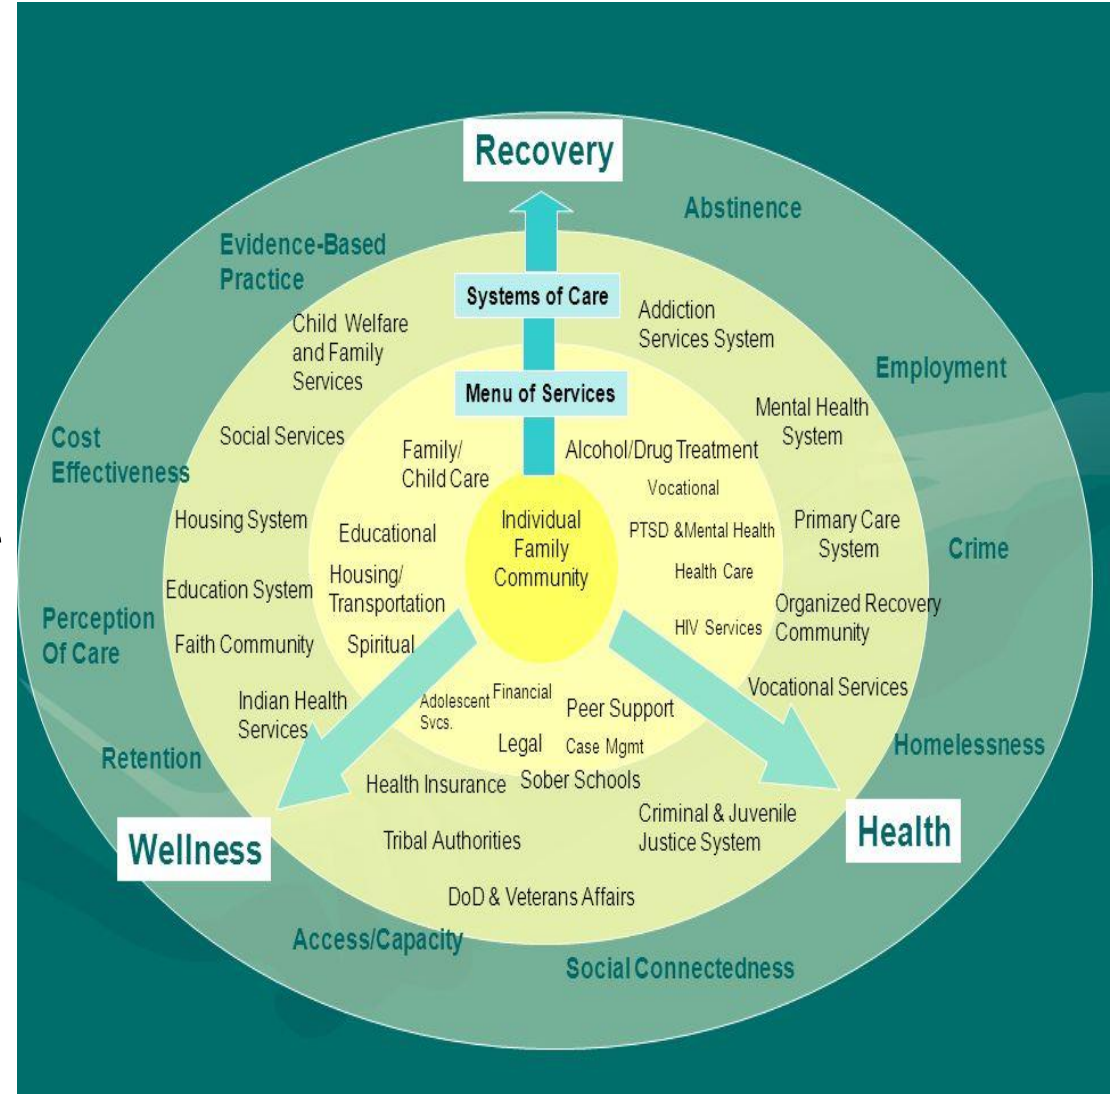 Recovery
Abstinence
Evidence-Based
Practice
Systems of Care
Addiction
Services System
Child Welfare
and Family
Services
Employment
Menu of Services
Mental Health
System
Cost
Effectiveness
Social Services
Family/
Child Care
Alcohol/Drug Treatment
Vocational
Housing System
Educational
Individual
Family
Community
PTSD &Mental Health
Primary Care
System
Crime
Health Care
Education System
Housing/
Transportation
Organized Recovery
Community
Perception
Of Care
Faith Community
Spiritual
HIV Services
Indian Health
Services
Adolescent
Svcs.
Financial
Peer Support
Vocational Services
Retention
Legal
Case Mgmt
Homelessness
Health Insurance
Sober Schools
Criminal & Juvenile
Justice System
Wellness
Tribal Authorities
Health
DoD & Veterans Affairs
Access/Capacity
Social Connectedness